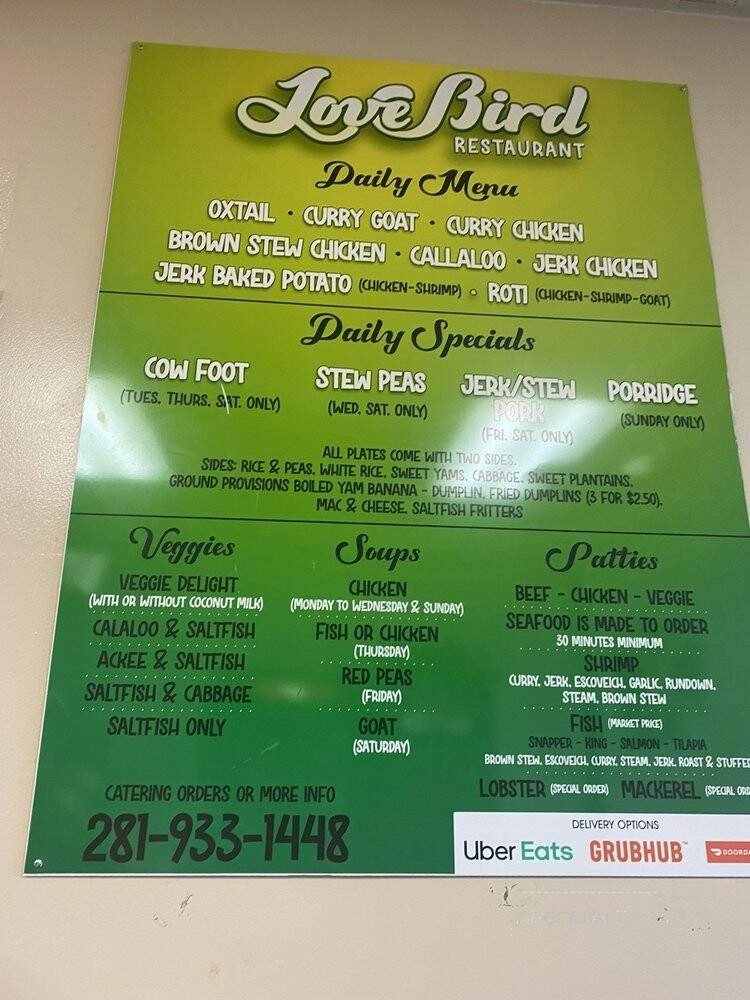 Love Bird
RESTAURANT
Daily Menu
OXTAIL • CURRY GOAT • CURRY CHICKEN
BROWN STEW CHICKEN • CALLALOO • JERK CHICKEN
JERK BAKED POTATO (CHICKEN-SHRIMP) • ROTI (CHICKEN-SHRIMP-GOAT)
Daily Specials
COW FOOT
(TUES, THURS, SAT. ONLY)
STEW PEAS
(WED, SAT. ONLY)
JERK/STEW
PORK
(FRI. SAT. ONLY)
PORRIDGE
(SUNDAY ONLY)
ALL PLATES COME WITH TWO SIDES.
SIDES: RICE & PEAS, WHITE RICE, SWEET YAMS, CABBAGE, SWEET PLANTAINS.
GROUND PROVISIONS BOILED YAM BANANA - DUMPLIN, FRIED DUMPLINS (3 FOR $2.50),
MAC & CHEESE, SALTFISH FRITTERS
Veggies
VEGGIE DELIGHT
(WITH OR WITHOUT COCONUT MILK)
CALALOO & SALTFISH
ACKEE & SALTFISH
SALTFISH & CABBAGE
SALTFISH ONLY
Soups
CHICKEN
(MONDAY TO WEDNESDAY & SUNDAY)
FISH OR CHICKEN
(THURSDAY)
RED PEAS
(FRIDAY)
GOAT
(SATURDAY)
Patties
BEEF - CHICKEN - VEGGIE
SEAFOOD IS MADE TO ORDER
30 MINUTES MINIMUM
SHRIMP
CURRY, JERK, ESCOVEICH, GARLIC, RUNDOWN,
STEAM, BROWN STEW
FISH (MARKET PRICE)
SNAPPER - KING - SALMON - TILAPIA
BROWN STEW, ESCOVEICH, CURRY, STEAM, JERK, ROAST & STUFFED
LOBSTER (SPECIAL ORDER) MACKEREL (SPECIAL ORD
CATERING ORDERS OR MORE INFO
281-933-1448
DELIVERY OPTIONS
Uber Eats GRUBHUB DOORDA